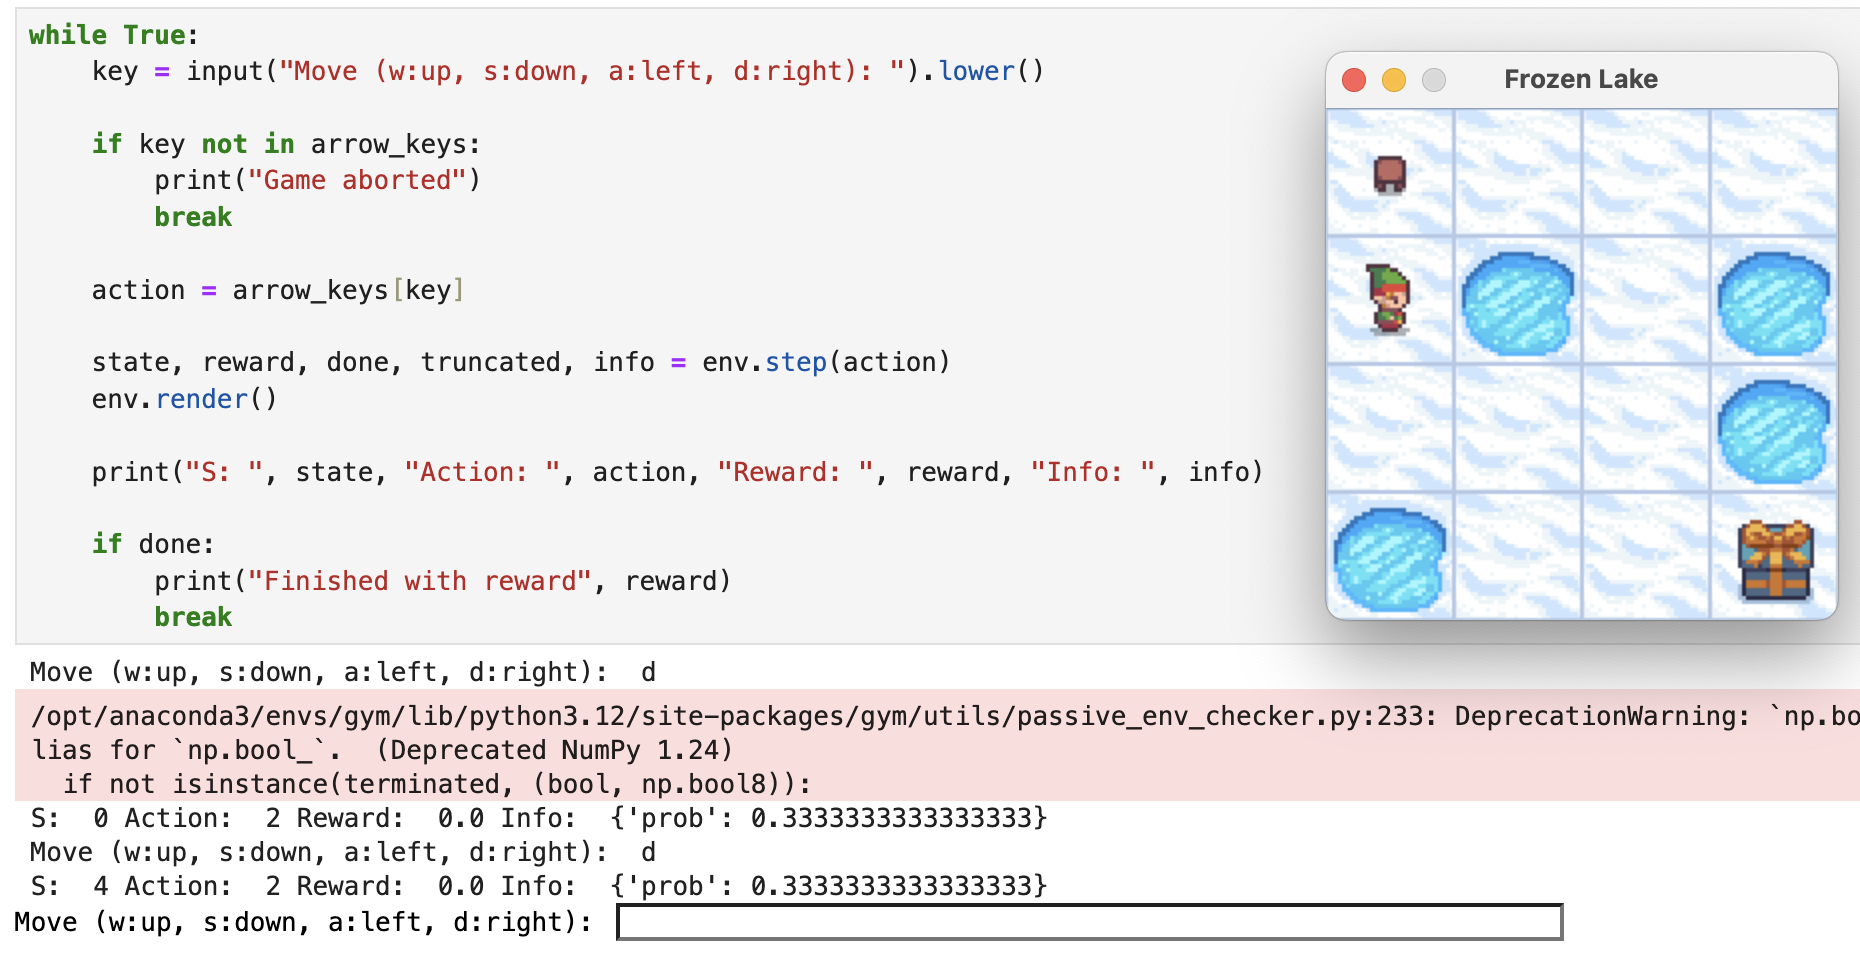 while True:
    key = input("Move (w:up, s:down, a:left, d:right): ").lower()
    if key not in arrow_keys:
        print("Game aborted")
        break
    action = arrow_keys[key]
    state, reward, done, truncated, info = env.step(action)
    env.render()
    print("S: ", state, "Action: ", action, "Reward: ", reward, "Info: ", info)
    if done:
        print("Finished with reward", reward)
        break
Frozen Lake
Move (w:up, s:down, a:left, d:right):  d
/opt/anaconda3/envs/gym/lib/python3.12/site-packages/gym/utils/passive_env_checker.py:233: DeprecationWarning: `np.bo
lias for `np.bool_`.  (Deprecated NumPy 1.24)
  if not isinstance(terminated, (bool, np.bool8)):
S:  0 Action:  2 Reward:  0.0 Info:  {'prob': 0.3333333333333333}
Move (w:up, s:down, a:left, d:right):  d
S:  4 Action:  2 Reward:  0.0 Info:  {'prob': 0.3333333333333333}
Move (w:up, s:down, a:left, d:right):